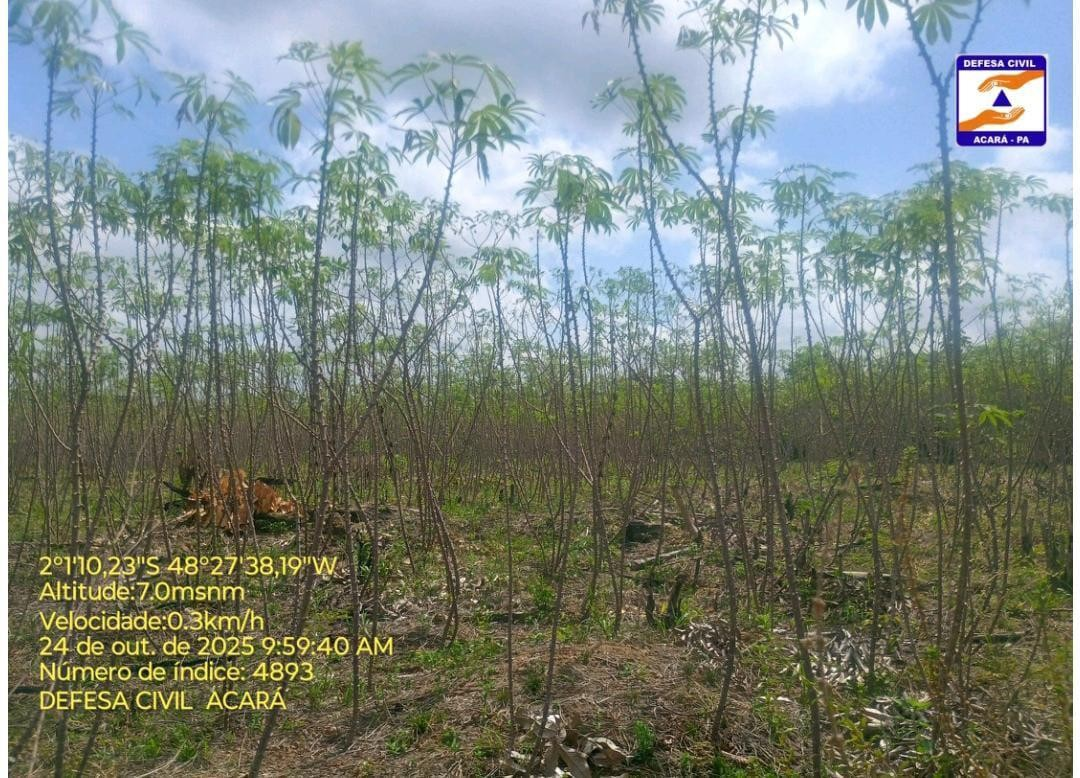 DEFESA CIVIL
ACARÁ - PA
2°1'10,23"S 48°27'38,19"W
Altitude:7.0msnm
Velocidade:0.3km/h
24 de out. de 2025 9:59:40 AM
Número de índice: 4893
DEFESA CIVIL ACARÁ